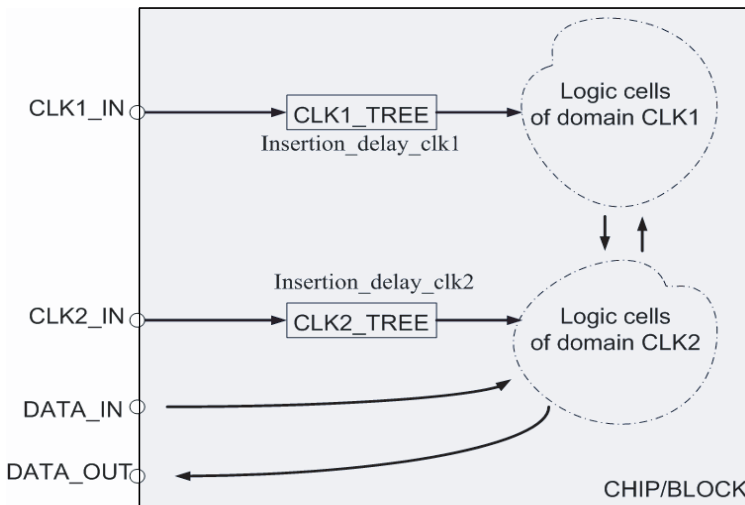 CLK1_IN
CLK1_TREE
Insertion_delay_clk1
Logic cells
of domain CLK1
Insertion_delay_clk2
CLK2_IN
CLK2_TREE
Logic cells
of domain CLK2
DATA_IN
DATA_OUT
CHIP/BLOCK